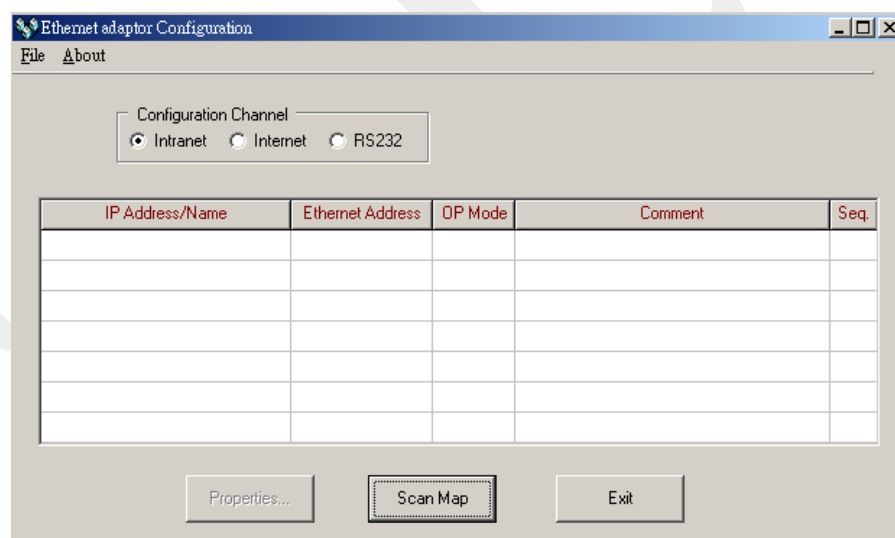 Ethernet adaptor Configuration
File About
Configuration Channel
Intranet Internet RS232
IP Address/Name Ethernet Address OP Mode Comment Seq.
Properties... Scan Map Exit